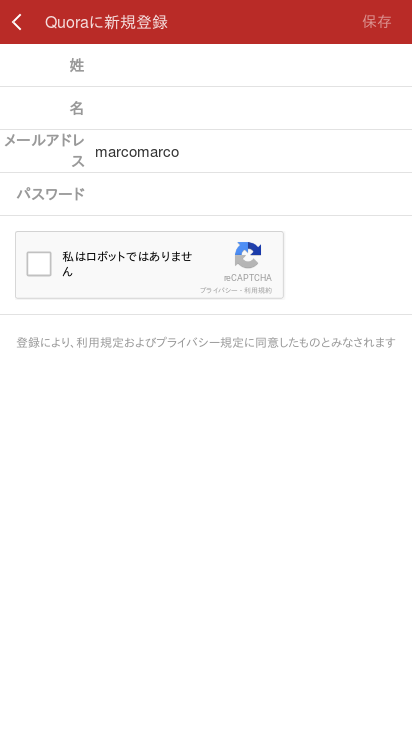 Quoraに新規登録 保存
姓
名
メールアドレ
ス marcomarco
パスワード
私はロボットではありませ
ん
reCAPTCHA
プライバシー - 利用規約
登録により、利用規定およびプライバシー規定に同意したものとみなされます